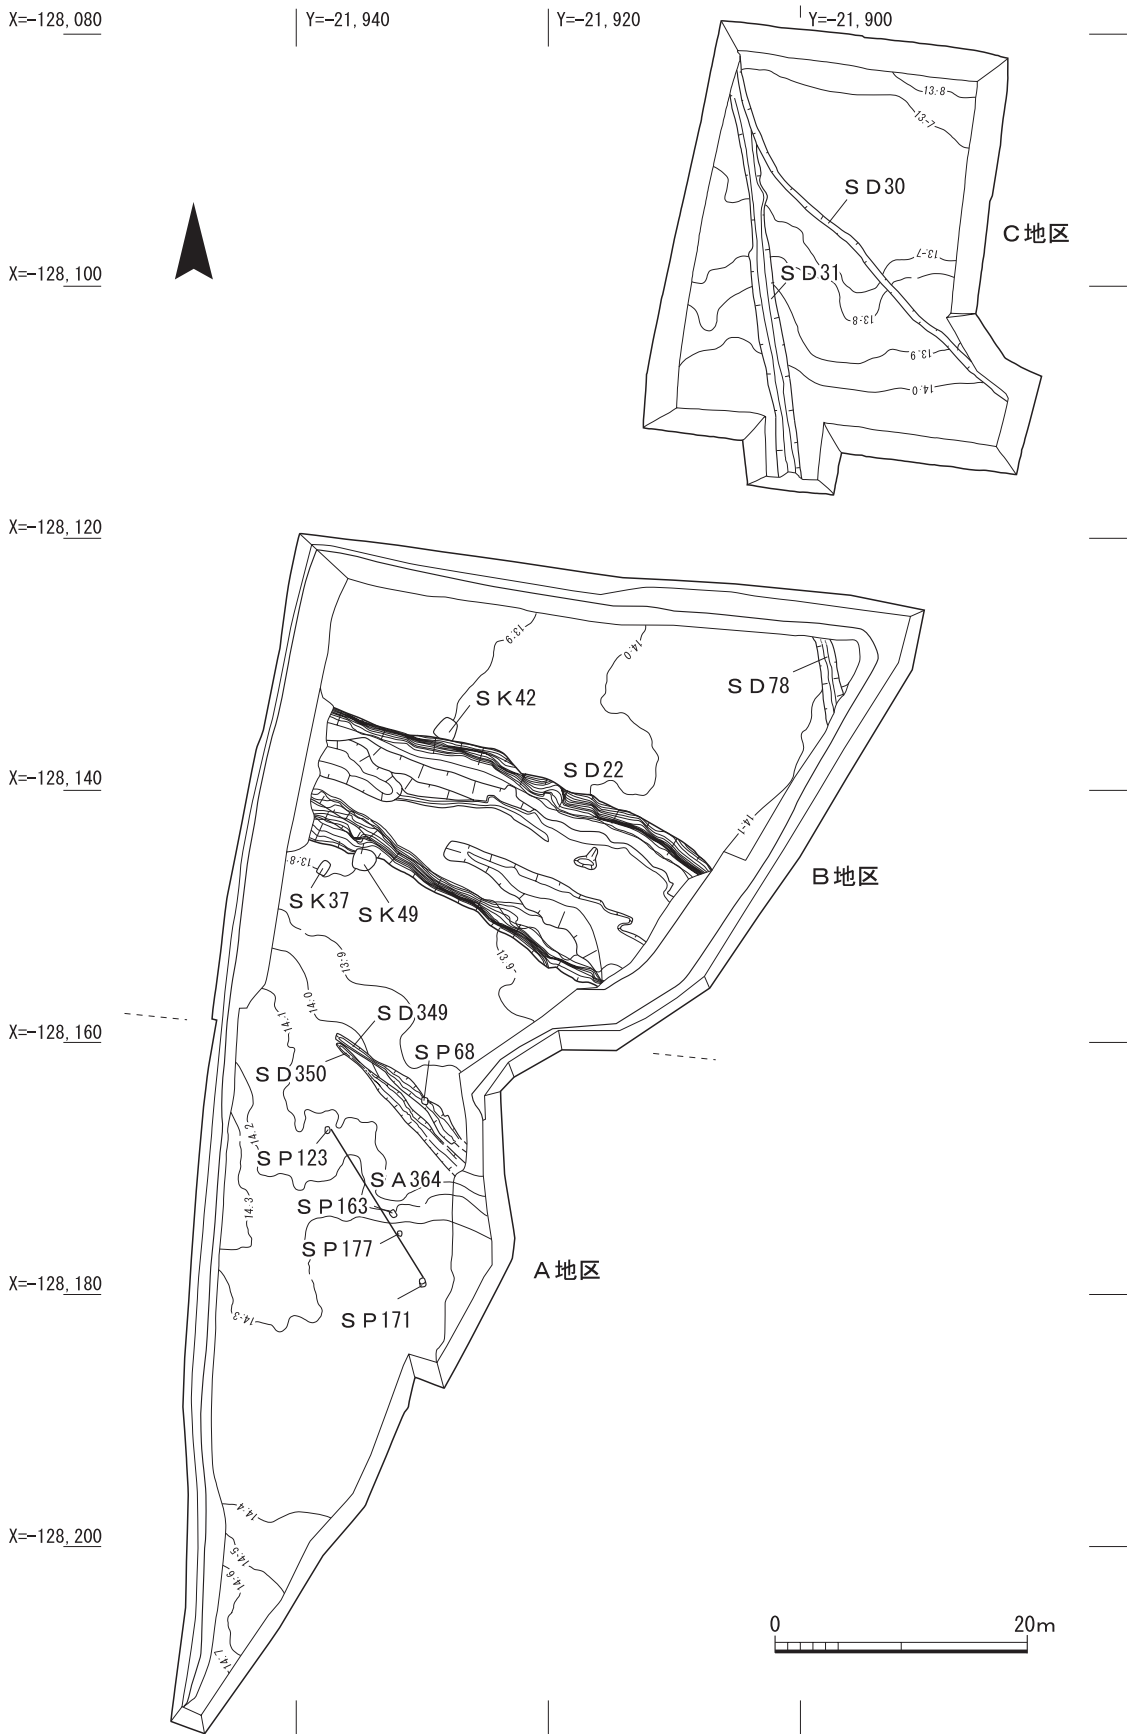 X=-128,080
Y=-21,940
Y=-21,920
Y=-21,900
13.8
13.7
SD30
C地区
13.7
X=-128,100
SD31
13.8
13.9
14.0
X=-128,120
13.9
14.0
SD78
SK42
SD22
X=-128,140
14.1
B地区
13.8
SK37
SK49
13.9
13.9
14.0
14.1
SD349
X=-128,160
SP68
SD350
14.2
SP123
SA364
14.3
SP163
SP177
A地区
X=-128,180
14.3
SP171
14.4
X=-128,200
14.5
14.6
14.7
0
20m